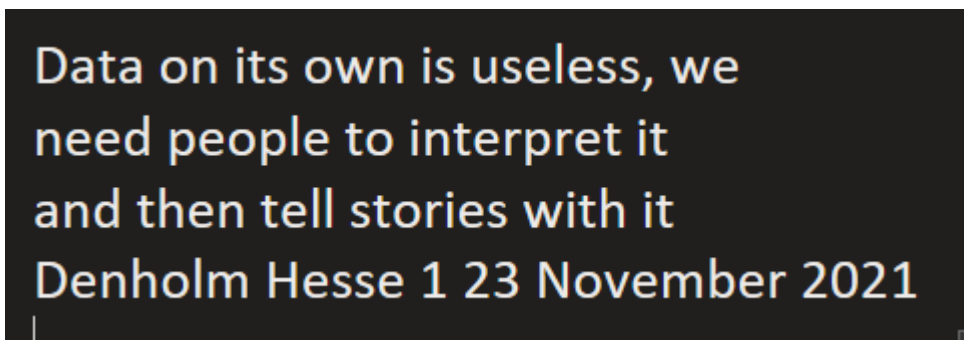 Data on its own is useless, we
need people to interpret it
and then tell stories with it
Denholm Hesse 1 23 November 2021